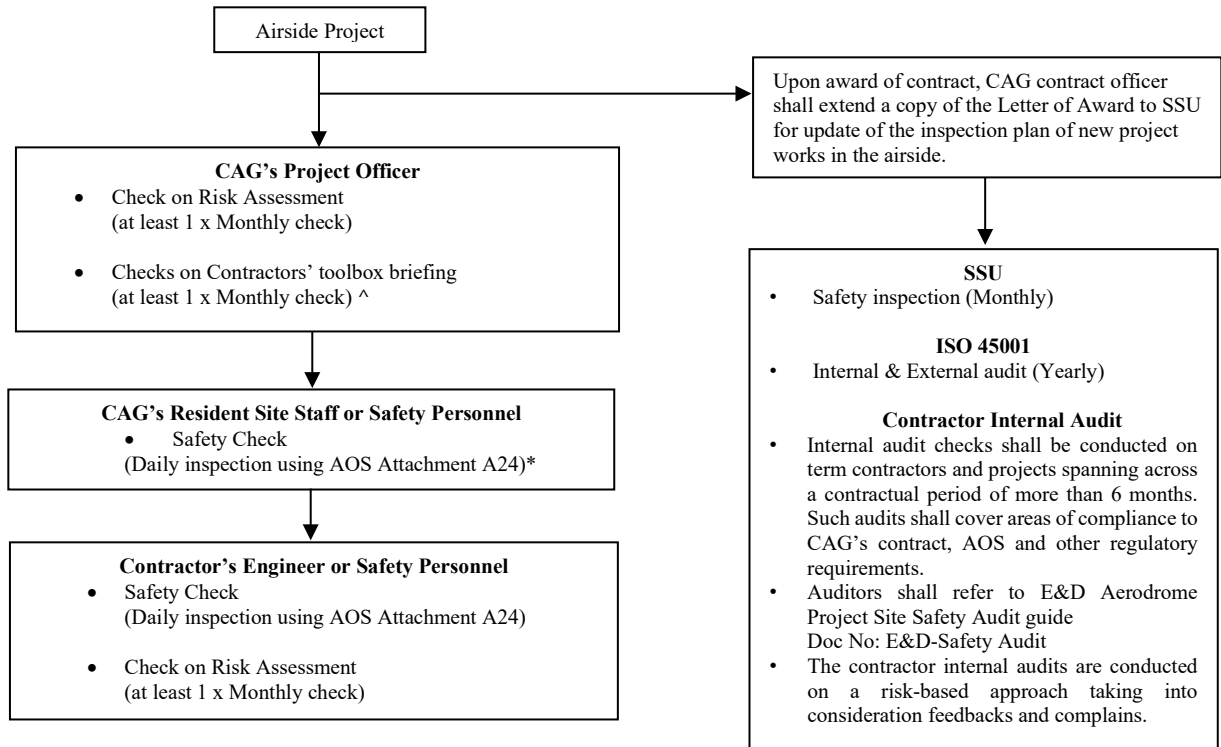 Airside Project
Upon award of contract, CAG contract officer
shall extend a copy of the Letter of Award to SSU
for update of the inspection plan of new project
works in the airside.
CAG’s Project Officer
• Check on Risk Assessment
(at least 1 x Monthly check)
• Checks on Contractors’ toolbox briefing
(at least 1 x Monthly check) ^
CAG’s Resident Site Staff or Safety Personnel
• Safety Check
(Daily inspection using AOS Attachment A24)*
Contractor’s Engineer or Safety Personnel
• Safety Check
(Daily inspection using AOS Attachment A24)
• Check on Risk Assessment
(at least 1 x Monthly check)
SSU
• Safety inspection (Monthly)
ISO 45001
• Internal & External audit (Yearly)
Contractor Internal Audit
• Internal audit checks shall be conducted on
term contractors and projects spanning across
a contractual period of more than 6 months.
Such audits shall cover areas of compliance to
CAG’s contract, AOS and other regulatory
requirements.
• Auditors shall refer to E&D Aerodrome
Project Site Safety Audit guide
Doc No: E&D-Safety Audit
• The contractor internal audits are conducted
on a risk-based approach taking into
consideration feedbacks and complains.